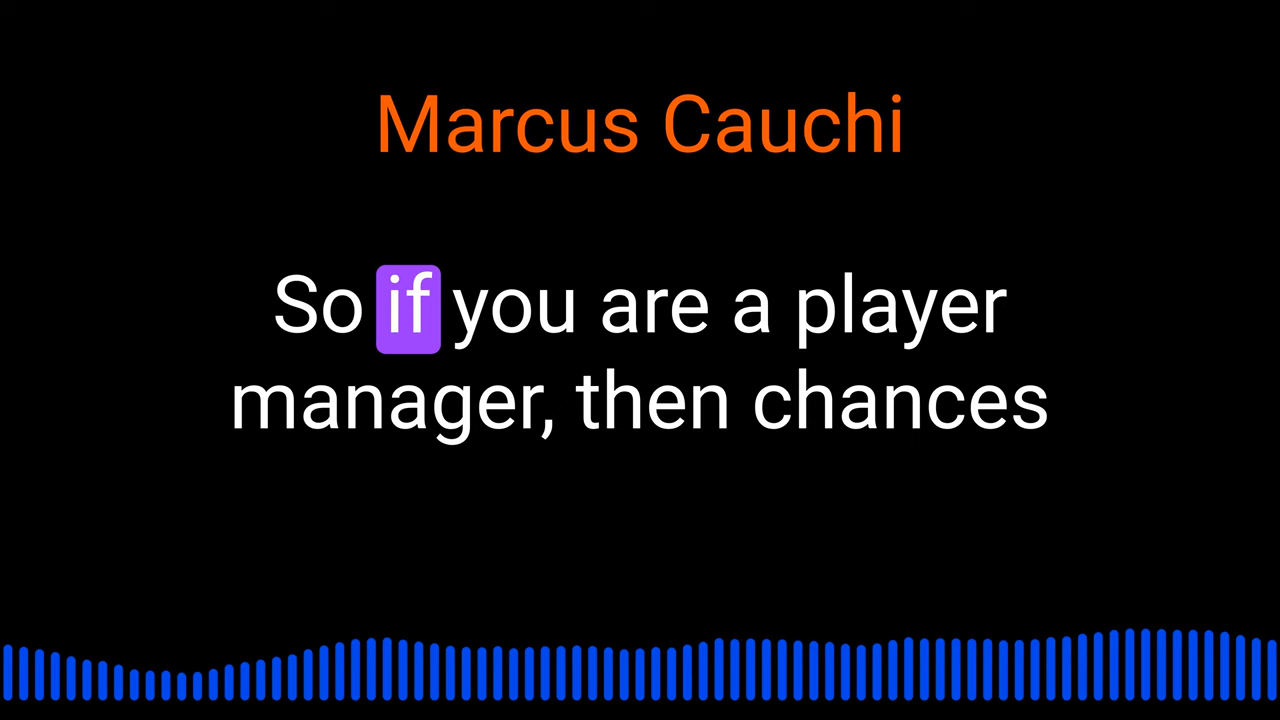 Marcus Cauchi
So if you are a player
manager, then chances